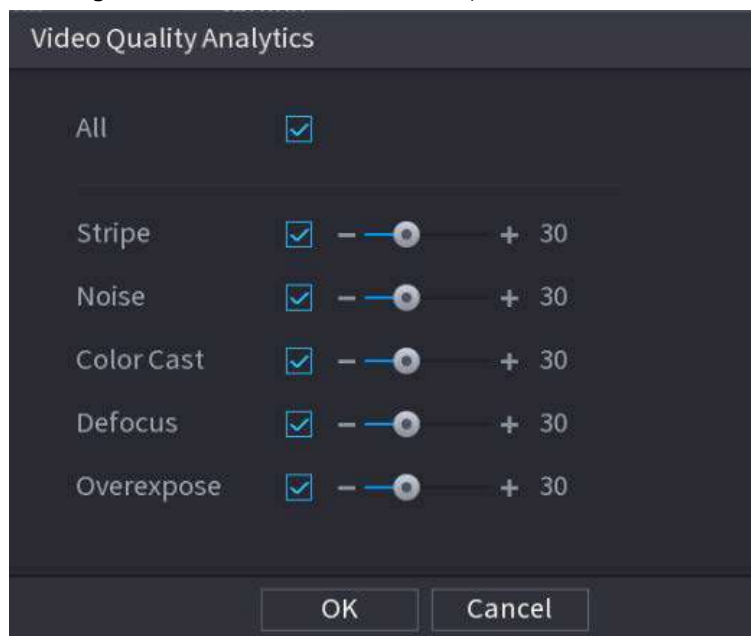 Video Quality Analytics
All
Stripe - + 30
Noise - + 30
Color Cast - + 30
Defocus - + 30
Overexpose - + 30
OK Cancel